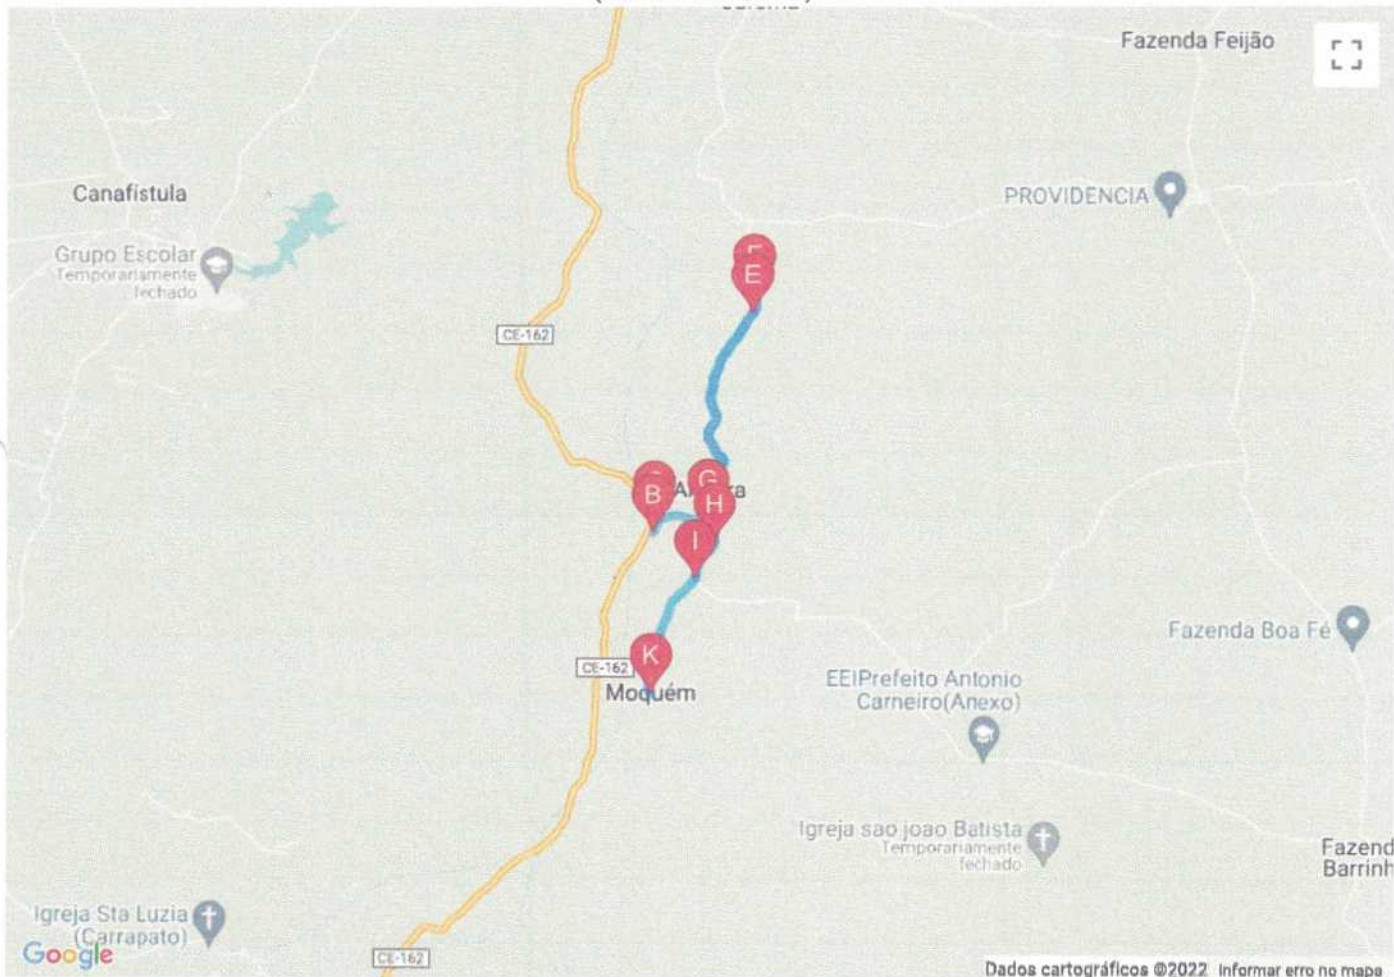 Fazenda Feijão
Canafístula
PROVIDENCIA
Grupo Escolar
Temporariamente
fechado
E
CE-162
G
B
H
I
Fazenda Boa Fé
K
CE-162
Moquém
EEIPrefeito Antonio
Carneiro(Anexo)
Igreja sao joao Batista
Temporariamente
fechado
Fazend
Barrinh
Igreja Sta Luzia
(Carrapato)
Google
CE-162
Dados cartográficos ©2022
Informar erro no mapa